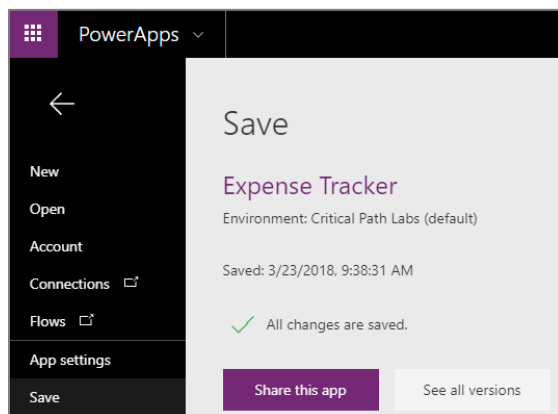 PowerApps
New
Open
Account
Connections
Flows
App settings
Save
Save
Expense Tracker
Environment: Critical Path Labs (default)
Saved: 3/23/2018, 9:38:31 AM
All changes are saved.
Share this app
See all versions